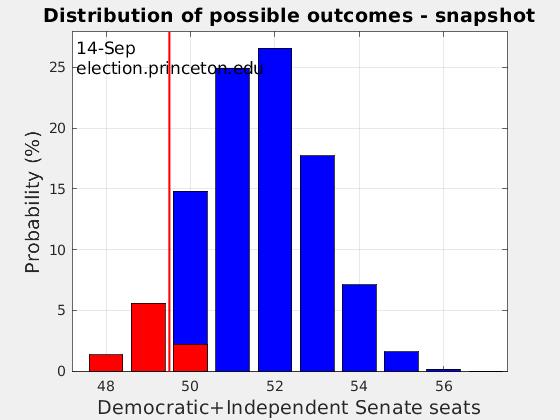 Distribution of possible outcomes - snapshot
14-Sep
election.princeton.edu
25
20
15
10
5
0
Probability (%)
48 50 52 54 56
Democratic+Independent Senate seats